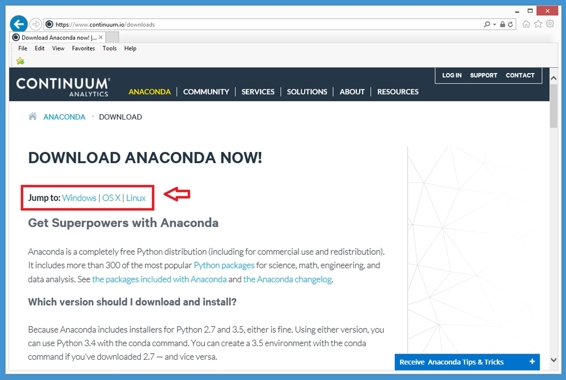 https://www.continuum.io/downloads
Download Anaconda now! |...
File Edit View Favorites Tools Help
LOG IN SUPPORT CONTACT
CONTINUUM
ANALYTICS
ANACONDA | COMMUNITY | SERVICES | SOLUTIONS | ABOUT | RESOURCES
ANACONDA · DOWNLOAD
DOWNLOAD ANACONDA NOW!
Jump to: Windows | OS X | Linux
Get Superpowers with Anaconda
Anaconda is a completely free Python distribution (including for commercial use and redistribution).
It includes more than 300 of the most popular Python packages for science, math, engineering, and
data analysis. See the packages included with Anaconda and the Anaconda changelog.
Which version should I download and install?
Because Anaconda includes installers for Python 2.7 and 3.5, either is fine. Using either version, you
can use Python 3.4 with the conda command. You can create a 3.5 environment with the conda
command if you've downloaded 2.7 — and vice versa.
Receive Anaconda Tips & Tricks +